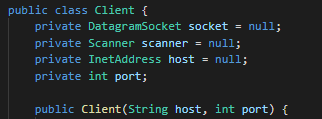 public class Client {
    private DatagramSocket socket = null;
    private Scanner scanner = null;
    private InetAddress host = null;
    private int port;
    public Client(String host, int port) {